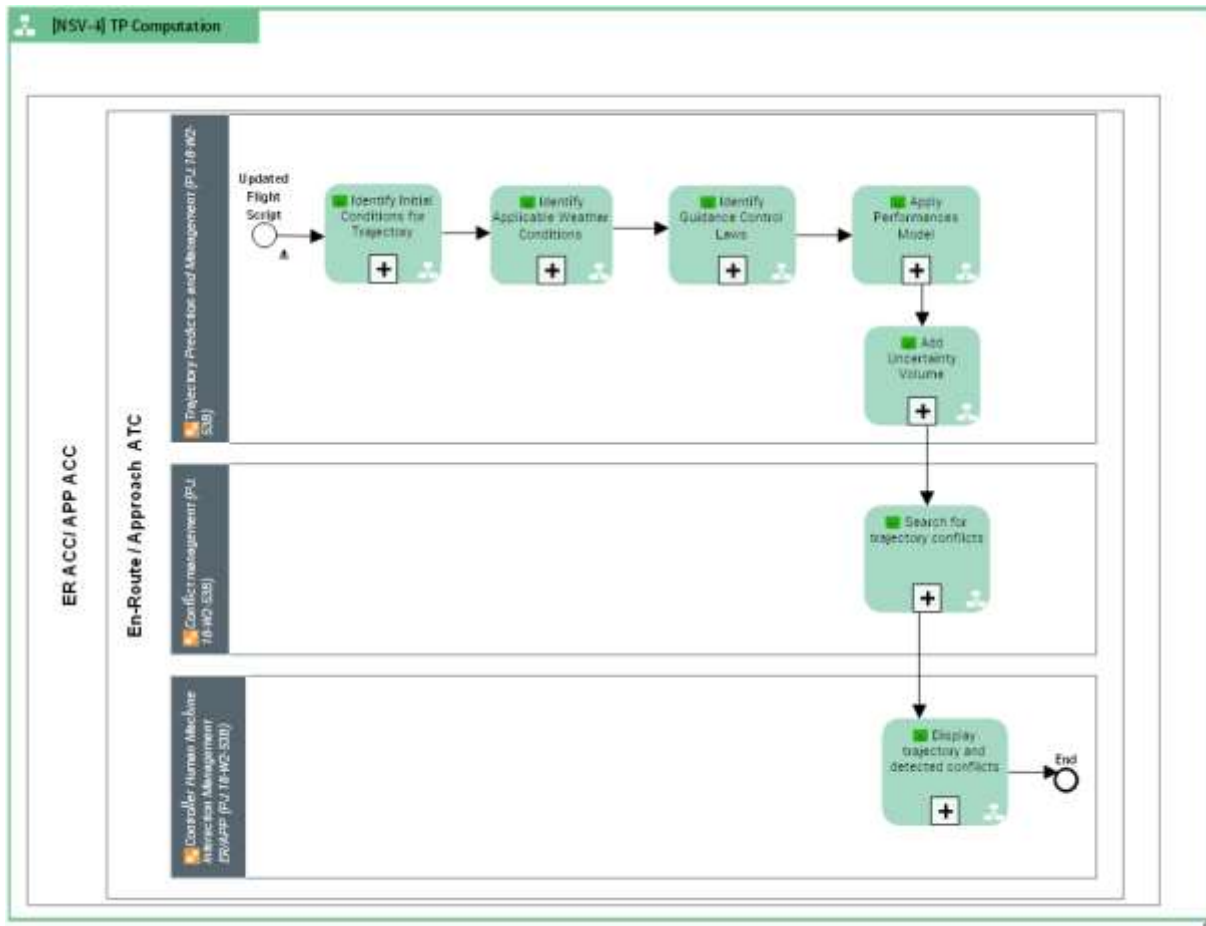 [NSV-4] TP Computation
ER ACC/ APP ACC
En-Route / Approach ATC
Trajectory Prediction and Management (PJ.18-W2-
53B)
Updated
Flight
Script
Identify Initial
Conditions for
Trajectory
Identify
Applicable Weather
Conditions
Identify
Guidance Control
Laws
Apply
Performances
Model
Add
Uncertainty
Volume
Conflict management (PJ.
18-W2-53B)
Search for
trajectory conflicts
Controller Human Machine
Interaction Management
ER/APP (PJ.18-W2-53B)
Display
trajectory and
detected conflicts
End